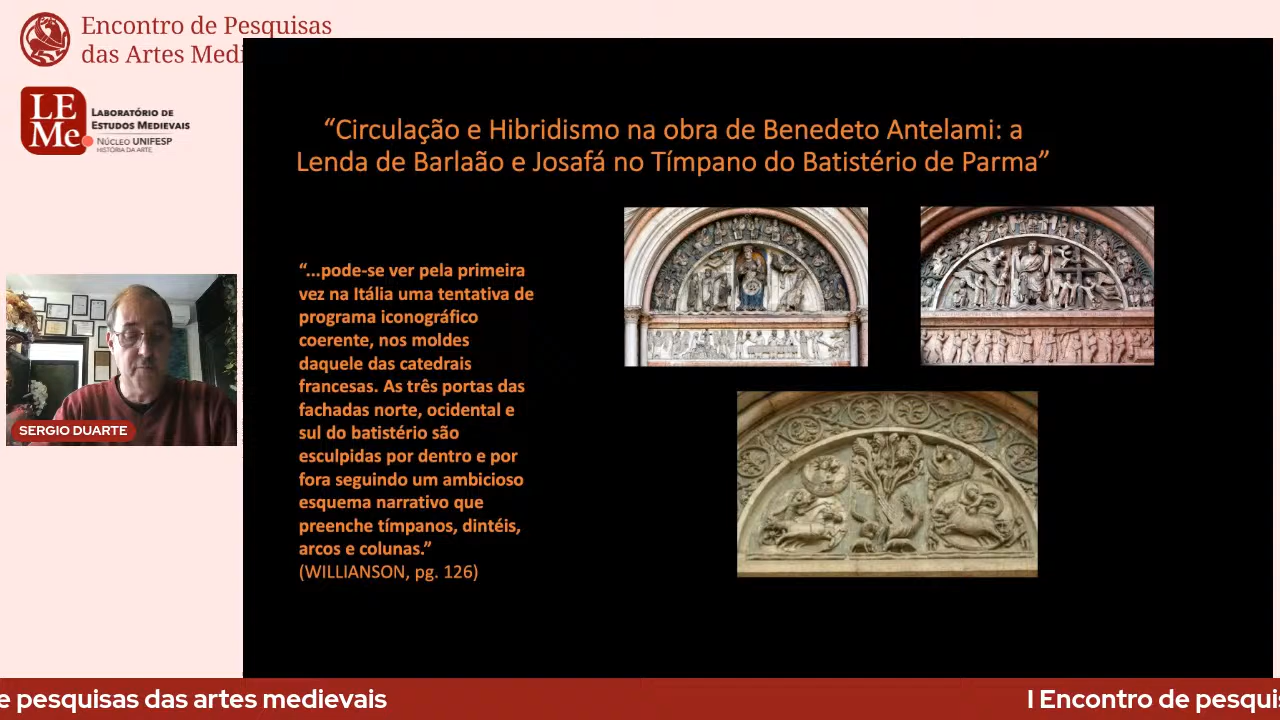 Encontro de Pesquisas
das Artes Medi
LE
Me
LABORATÓRIO DE
ESTUDOS MEDIEVAIS
NÚCLEO UNIFESP
HISTÓRIA DA ARTE
“Circulação e Hibridismo na obra de Benedeto Antelami: a
Lenda de Barlaão e Josafá no Tímpano do Batistério de Parma”
“...pode-se ver pela primeira
vez na Itália uma tentativa de
programa iconográfico
coerente, nos moldes
daquele das catedrais
francesas. As três portas das
fachadas norte, ocidental e
sul do batistério são
esculpidas por dentro e por
fora seguindo um ambicioso
esquema narrativo que
preenche tímpanos, dintéis,
arcos e colunas.”
(WILLIANSON, pg. 126)
SERGIO DUARTE
e pesquisas das artes medievais
I Encontro de pesquis